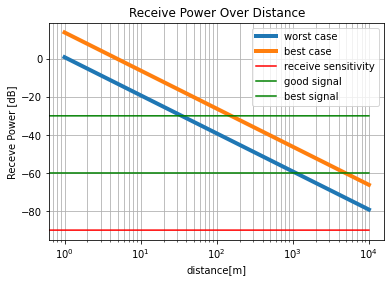 Receive Power Over Distance
worst case
best case
receive sensitivity
good signal
best signal
Receve Power [dB]
0
−20
−40
−60
−80
10⁰
10¹
10²
10³
10⁴
distance[m]